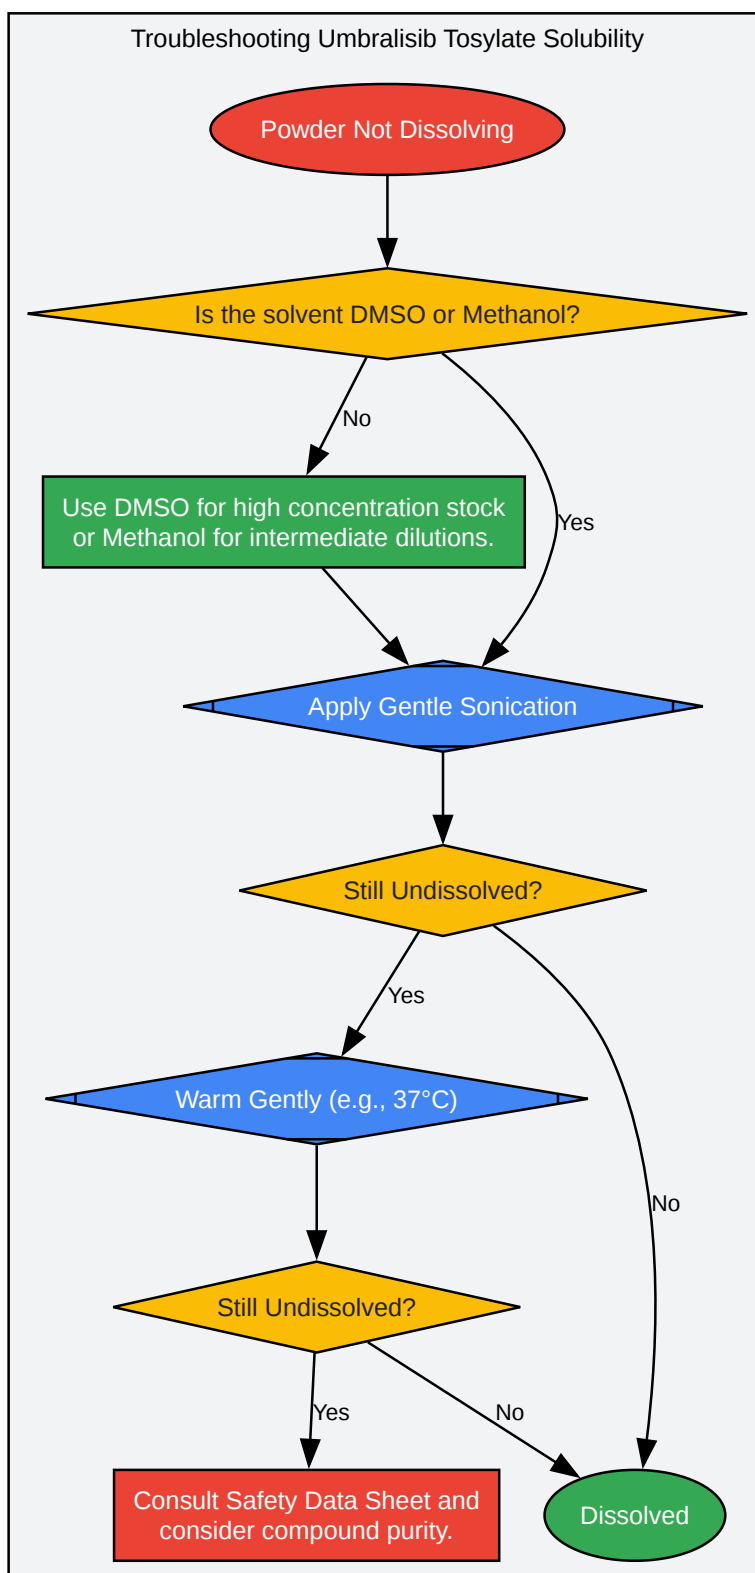 Troubleshooting Umbralisib Tosylate Solubility
Powder Not Dissolving
Is the solvent DMSO or Methanol?
No
Use DMSO for high concentration stock
or Methanol for intermediate dilutions.
Yes
Apply Gentle Sonication
Still Undissolved?
Yes
Warm Gently (e.g., 37°C)
No
Still Undissolved?
Yes
No
Consult Safety Data Sheet and
consider compound purity.
Dissolved